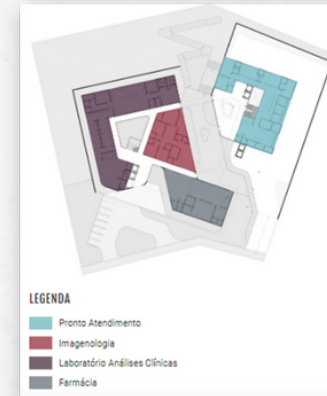 LEGENDA
Pronto Atendimento
Imagenologia
Laboratório Análises Clínicas
Farmácia